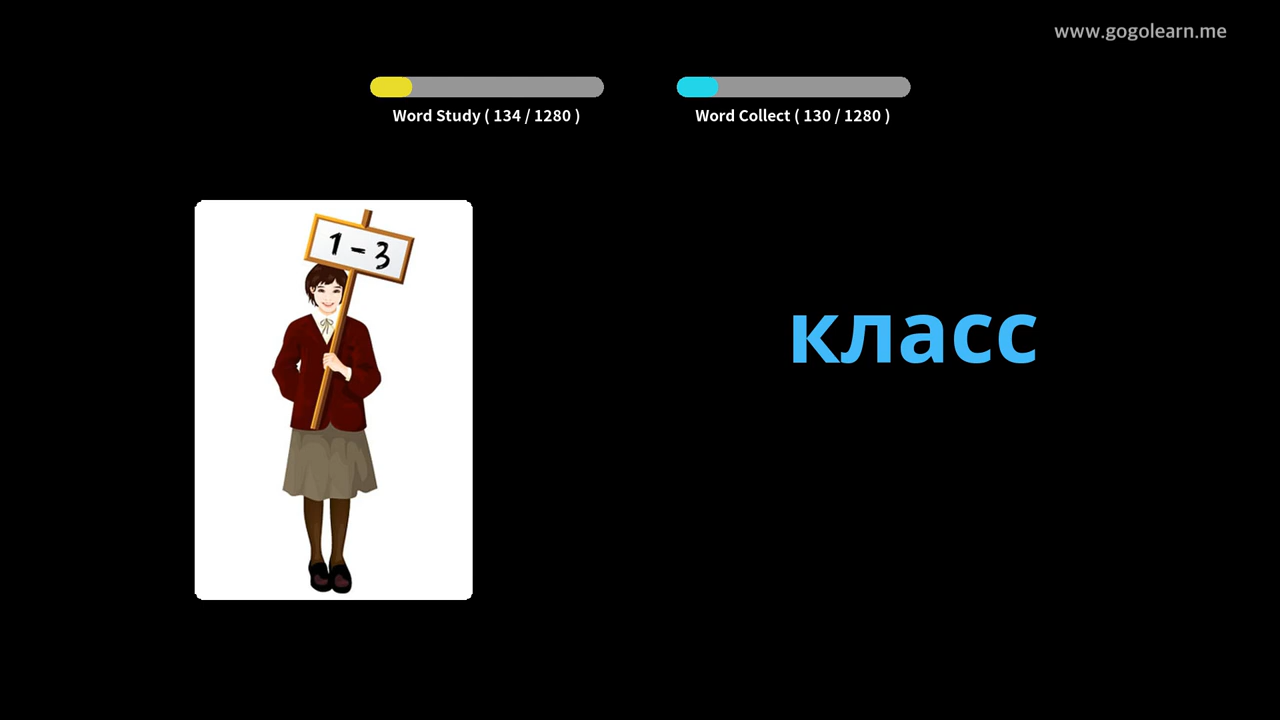 www.gogolearn.me
Word Study ( 134 / 1280 )
Word Collect ( 130 / 1280 )
1 - 3
класс